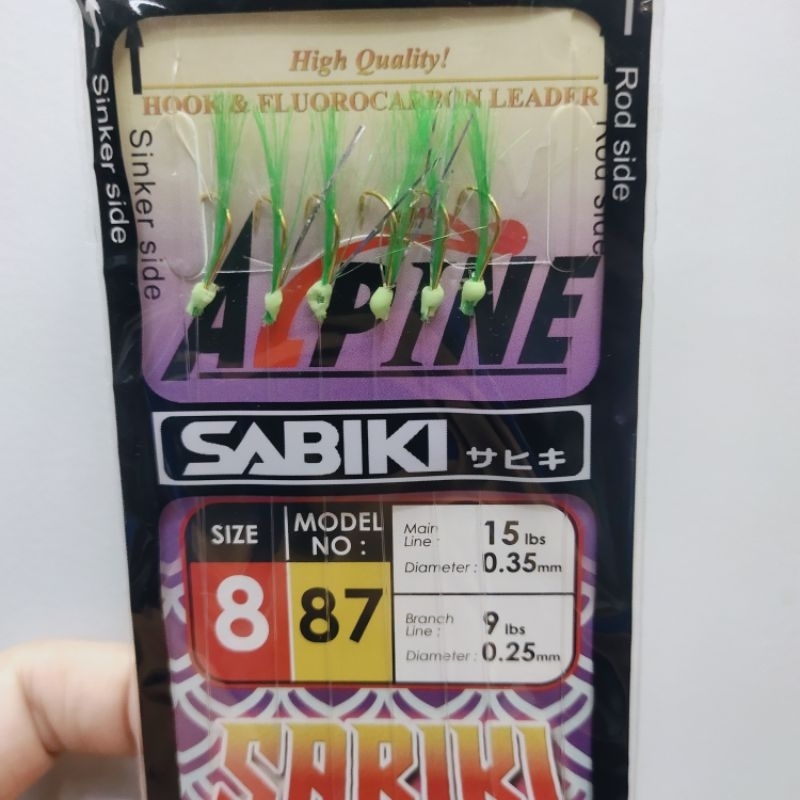 High Quality!
HOOK & FLUOROCARBON LEADER
Sinker side
Sinker side
Rod side
Rod side
ALPINE
SABIKI サヒキ
SIZE
8
MODEL NO :
87
Main Line : 15 lbs
Diameter : 0.35mm
Branch Line : 9 lbs
Diameter : 0.25mm
SABIKI